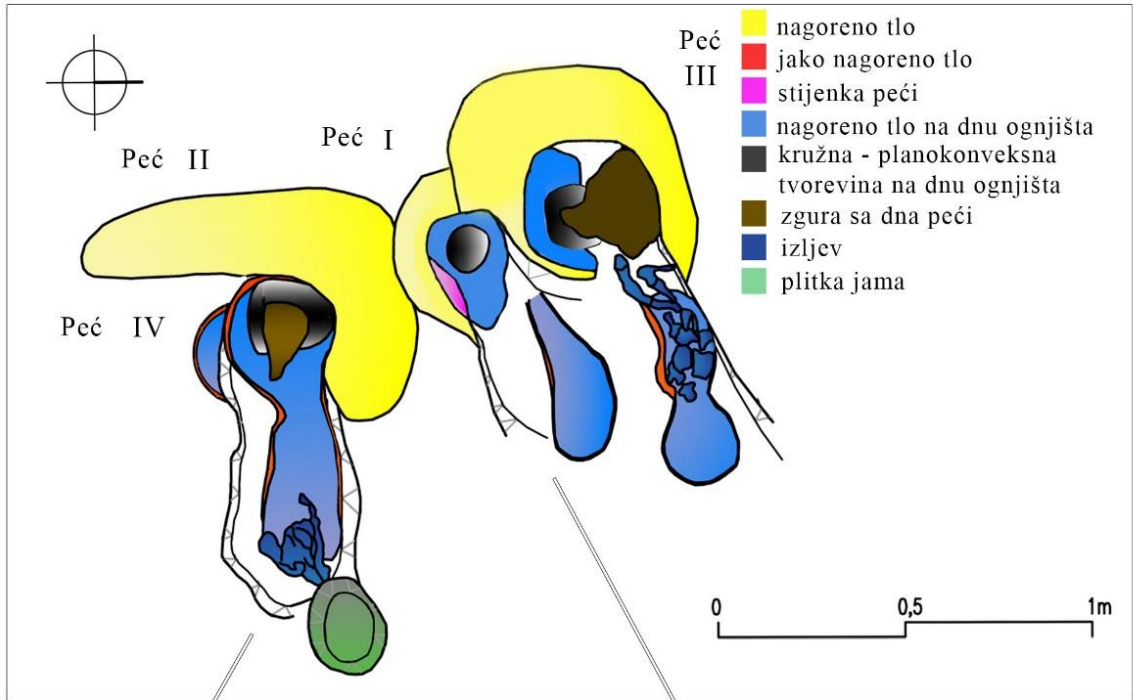 Peć
III
Peć I
Peć II
Peć IV
nagoreno tlo
jako nagoreno tlo
stijenka peći
nagoreno tlo na dnu ognjišta
kružna - planokonveksna
tvorevina na dnu ognjišta
zgura sa dna peći
izljev
plitka jama
0 0,5 1m